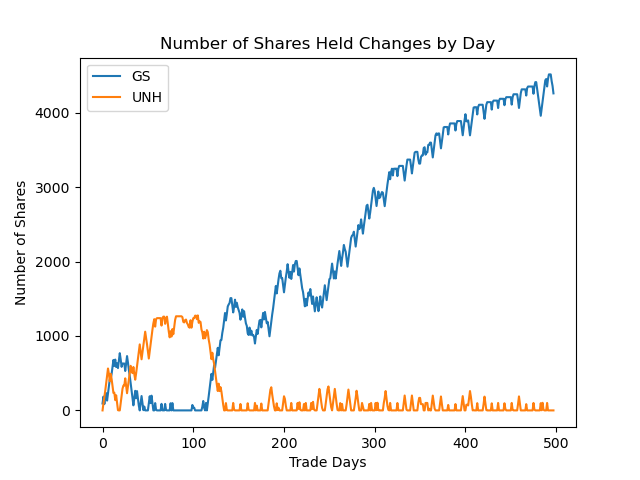 Number of Shares Held Changes by Day
GS
UNH
4000
3000
2000
1000
0
Number of Shares
0 100 200 300 400 500
Trade Days